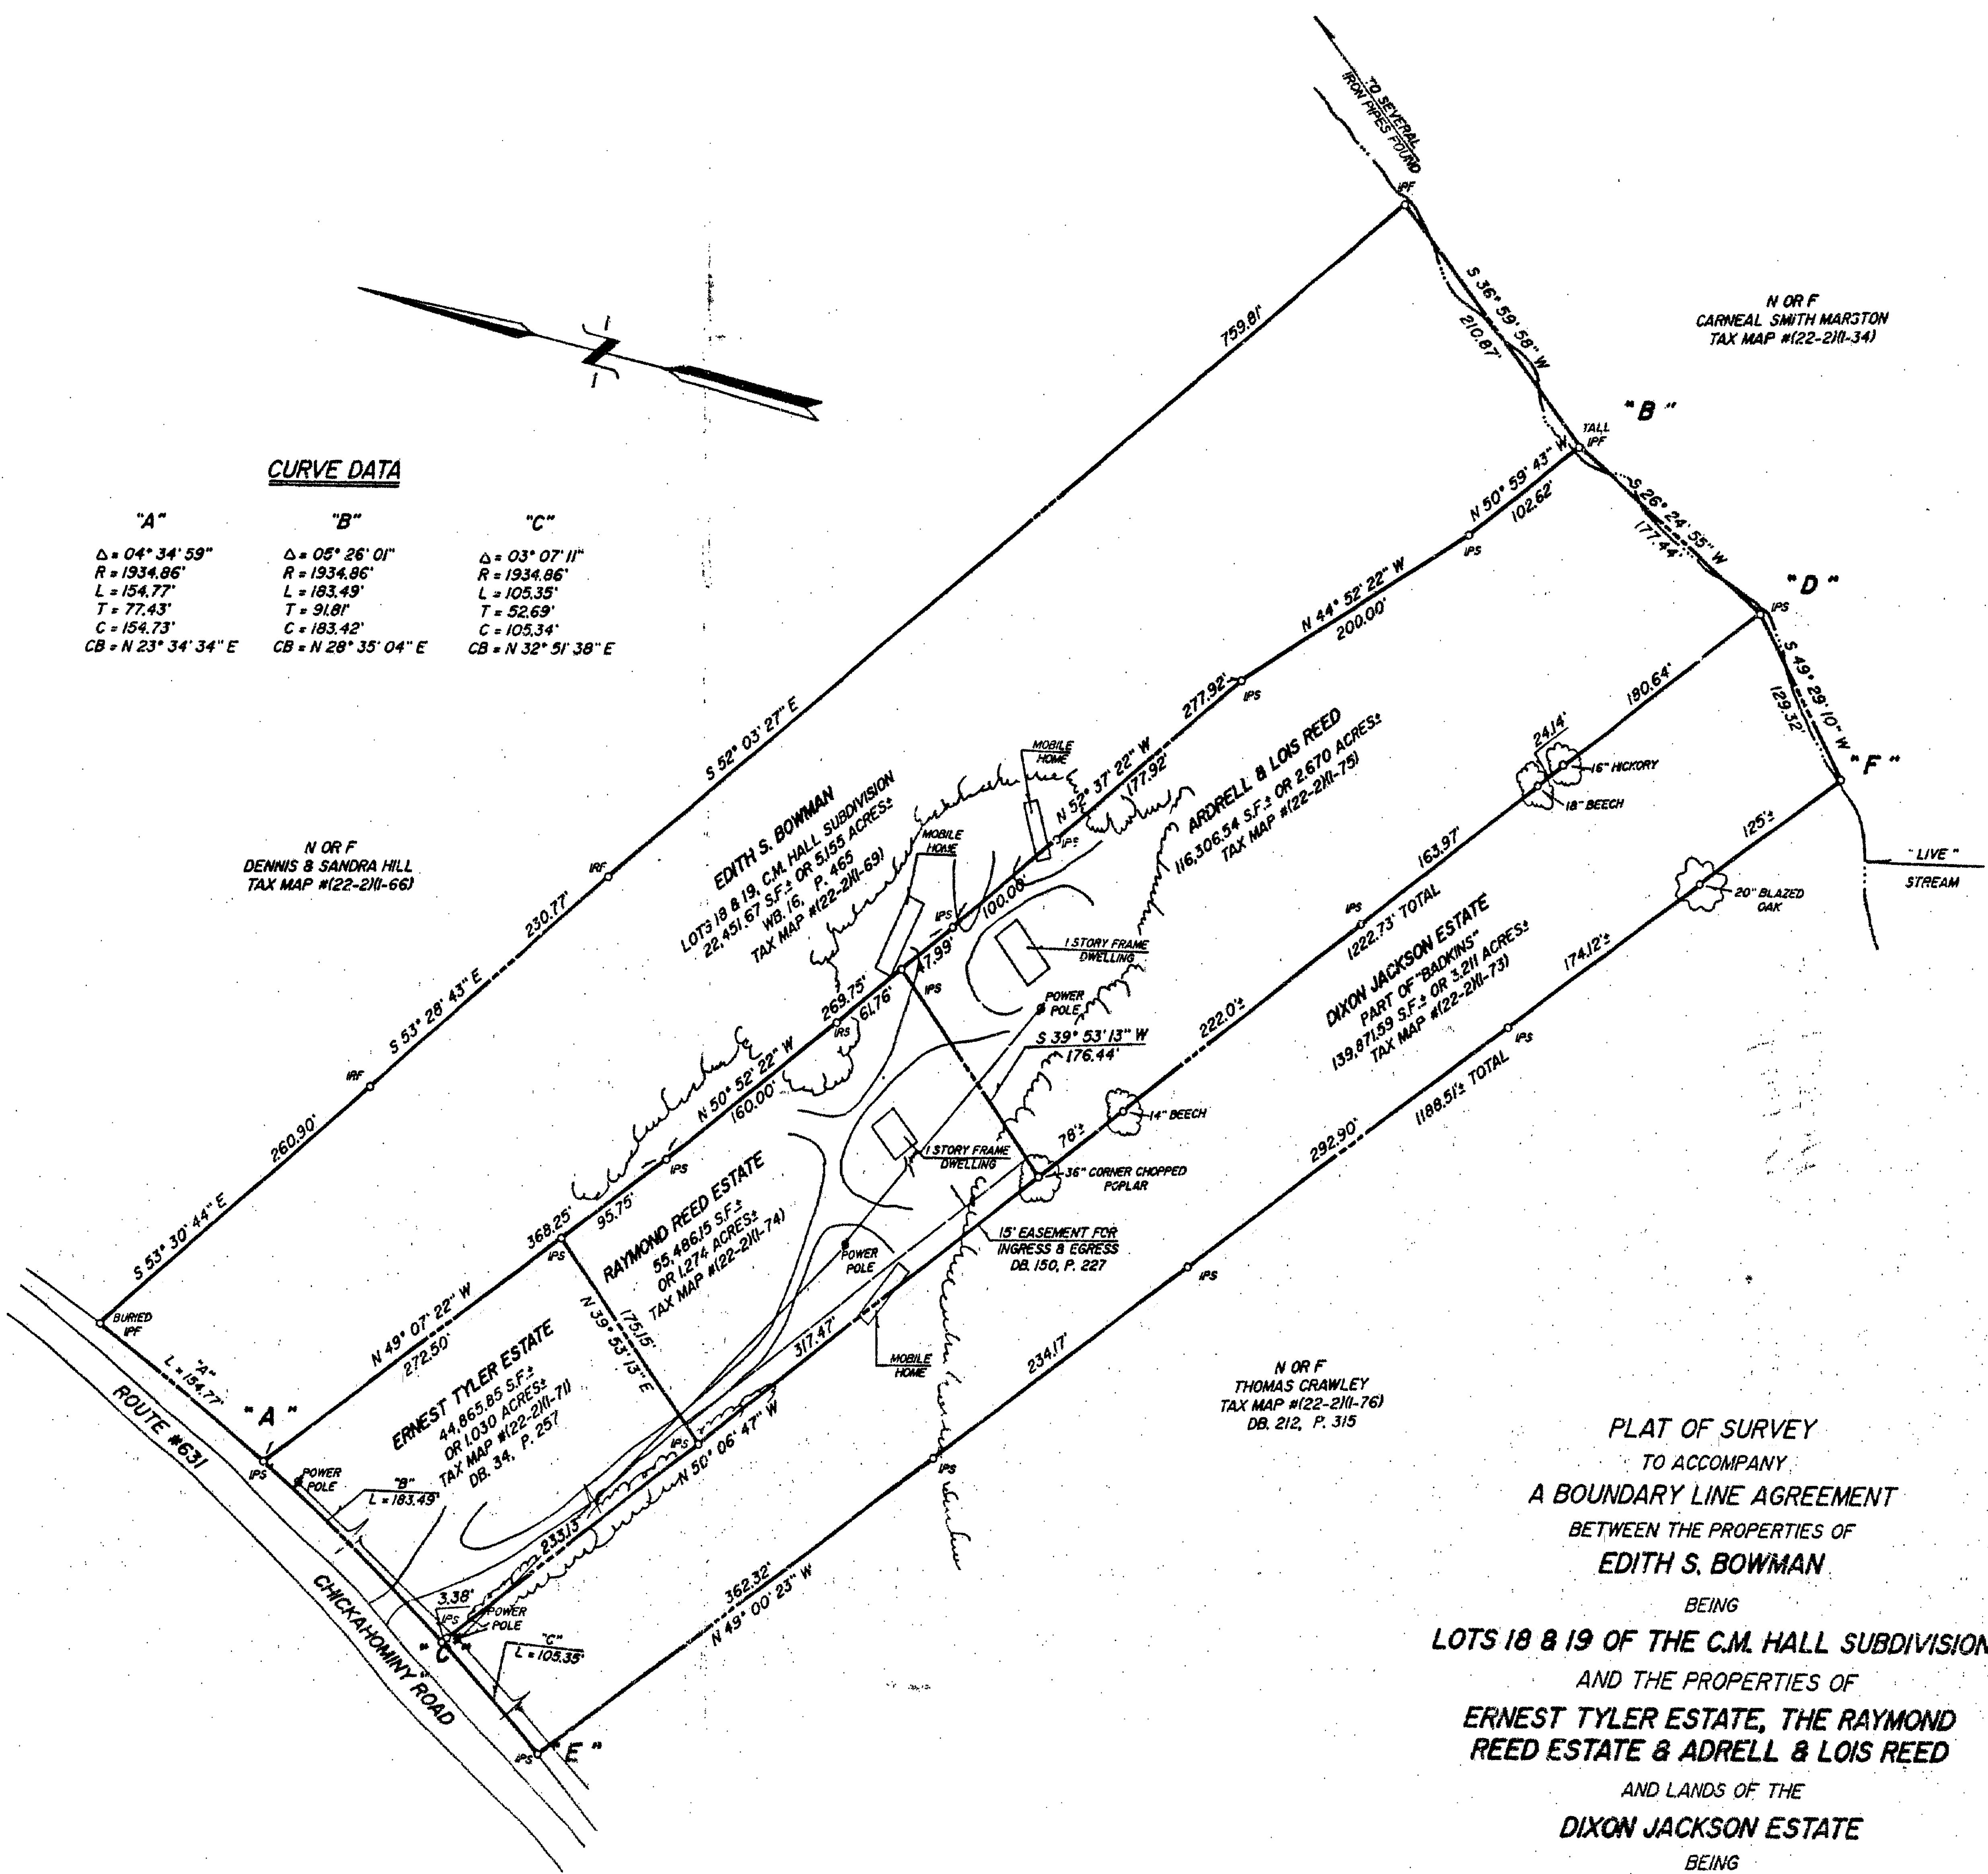 TO SEVERAL
IRON PIPES FOUND
IPF
S 36° 59' 58" W
210.87'
N OR F
CARNEAL SMITH MARSTON
TAX MAP #(22-2)(1-34)
"B"
TALL
IPF
759.81'
CURVE DATA
"A"
Δ = 04° 34' 59"
R = 1934.86'
L = 154.77'
T = 77.43'
C = 154.73'
CB = N 23° 34' 34" E
"B"
Δ = 05° 26' 01"
R = 1934.86'
L = 183.49'
T = 91.81'
C = 183.42'
CB = N 28° 35' 04" E
"C"
Δ = 03° 07' 11"
R = 1934.86'
L = 105.35'
T = 52.69'
C = 105.34'
CB = N 32° 51' 38" E
N 50° 59' 43" W
102.62'
IPS
S 26° 24' 55" W
177.44'
"D"
IPS
N 44° 52' 22" W
200.00'
S 49° 29' 10" W
129.32'
"F"
"LIVE"
STREAM
277.92'
IPS
S 52° 03' 27" E
N 52° 37' 22" W
177.92'
MOBILE
HOME
IPS
180.64'
24.14'
16" HICKORY
18" BEECH
125'±
20" BLAZED
OAK
EDITH S. BOWMAN
LOTS 18 & 19, C.M. HALL SUBDIVISION
22,451.67 S.F.± OR 5.155 ACRES±
WB. 16, P. 465
TAX MAP #(22-2)(1-69)
ARDRELL & LOIS REED
116,306.54 S.F.± OR 2.670 ACRES±
TAX MAP #(22-2)(1-75)
N OR F
DENNIS & SANDRA HILL
TAX MAP #(22-2)(1-66)
IRF
230.77'
MOBILE
HOME
IPS
100.00'
1 STORY FRAME
DWELLING
163.97'
IPS
1222.73' TOTAL
DIXON JACKSON ESTATE
PART OF "BADKINS"
139,871.59 S.F.± OR 3.211 ACRES±
TAX MAP #(22-2)(1-73)
174.12'±
IPS
S 53° 28' 43" E
IRF
47.99'
IPS
269.75'
61.76'
IRS
POWER
POLE
S 39° 53' 13" W
176.44'
222.0'±
14" BEECH
78'±
36" CORNER CHOPPED
POPLAR
1188.51'± TOTAL
292.90'
260.90'
N 50° 52' 22" W
160.00'
IPS
1 STORY FRAME
DWELLING
15' EASEMENT FOR
INGRESS & EGRESS
DB. 150, P. 227
IPS
S 53° 30' 44" E
368.25'
95.75'
IPS
RAYMOND REED ESTATE
55,486.15 S.F.±
OR 1.274 ACRES±
TAX MAP #(22-2)(1-74)
POWER
POLE
BURIED
IPF
"A"
L = 154.77'
N 49° 07' 22" W
272.50'
175.15'
N 39° 53' 13" E
317.47'
MOBILE
HOME
234.17'
N OR F
THOMAS CRAWLEY
TAX MAP #(22-2)(1-76)
DB. 212, P. 315
ERNEST TYLER ESTATE
44,865.85 S.F.±
OR 1.030 ACRES±
TAX MAP #(22-2)(1-71)
DB. 34, P. 257
ROUTE #631
"A"
IPS
POWER
POLE
"B"
L = 183.49'
IPS
N 50° 06' 47" W
IPS
233.13'
362.32'
N 49° 00' 23" W
3.38'
IPS
POWER
POLE
"C"
"C"
L = 105.35'
CHICKAHOMINY ROAD
IPS
"E"
PLAT OF SURVEY
TO ACCOMPANY
A BOUNDARY LINE AGREEMENT
BETWEEN THE PROPERTIES OF
EDITH S. BOWMAN
BEING
LOTS 18 & 19 OF THE C.M. HALL SUBDIVISION
AND THE PROPERTIES OF
ERNEST TYLER ESTATE, THE RAYMOND
REED ESTATE & ADRELL & LOIS REED
AND LANDS OF THE
DIXON JACKSON ESTATE
BEING